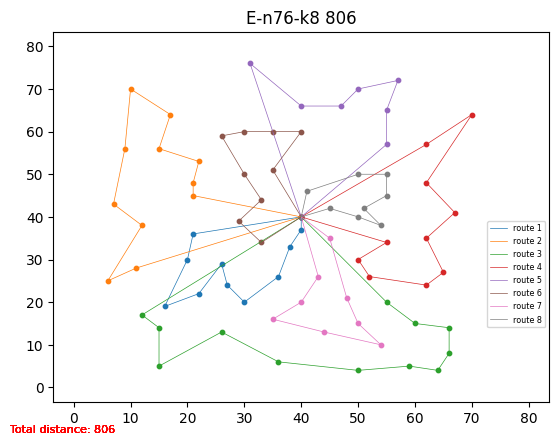 E-n76-k8 806
80
70
60
50
40
30
20
10
0
0 10 20 30 40 50 60 70 80
route 1
route 2
route 3
route 4
route 5
route 6
route 7
route 8
Total distance: 806